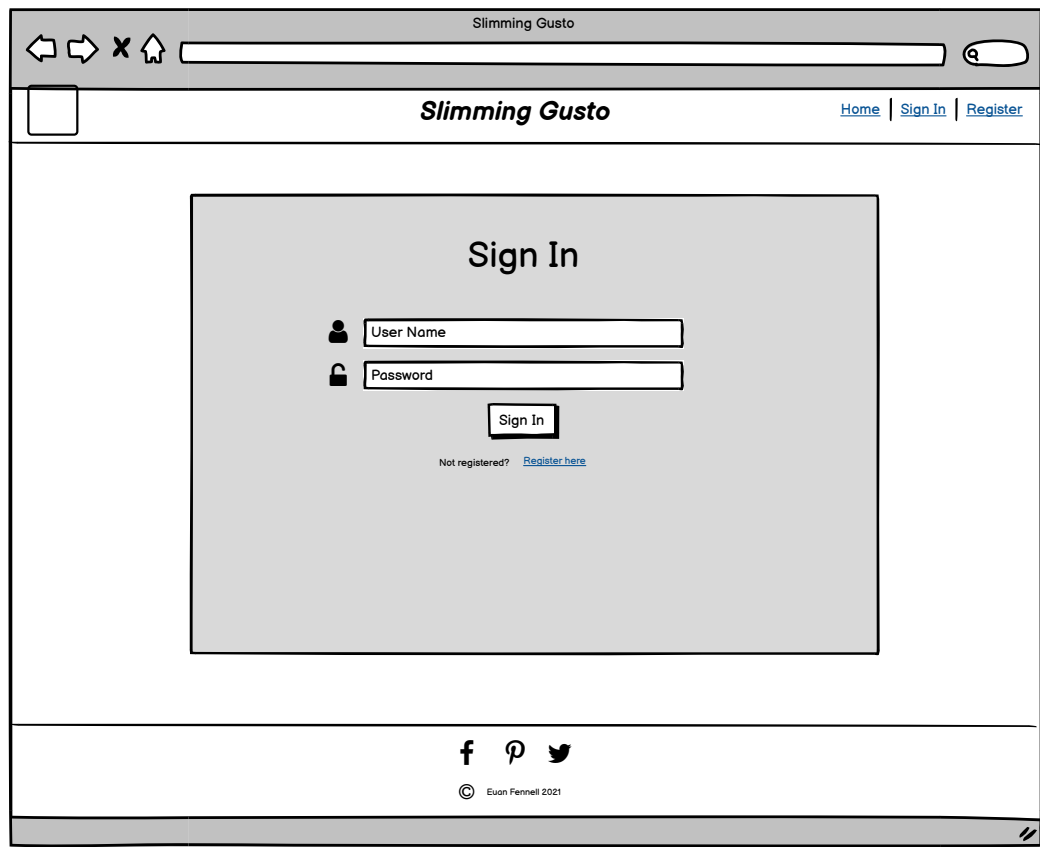 Slimming Gusto
Slimming Gusto
Home | Sign In | Register
Sign In
User Name
Password
Sign In
Not registered? Register here
© Euan Fennell 2021